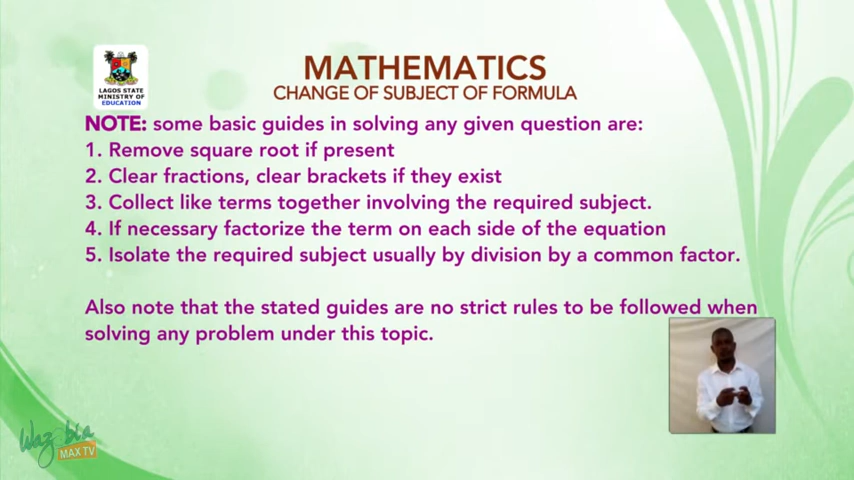 MATHEMATICS
CHANGE OF SUBJECT OF FORMULA
LAGOS STATE
MINISTRY OF
EDUCATION
NOTE: some basic guides in solving any given question are:
1. Remove square root if present
2. Clear fractions, clear brackets if they exist
3. Collect like terms together involving the required subject.
4. If necessary factorize the term on each side of the equation
5. Isolate the required subject usually by division by a common factor.
Also note that the stated guides are no strict rules to be followed when
solving any problem under this topic.
Wazobia
MAX TV